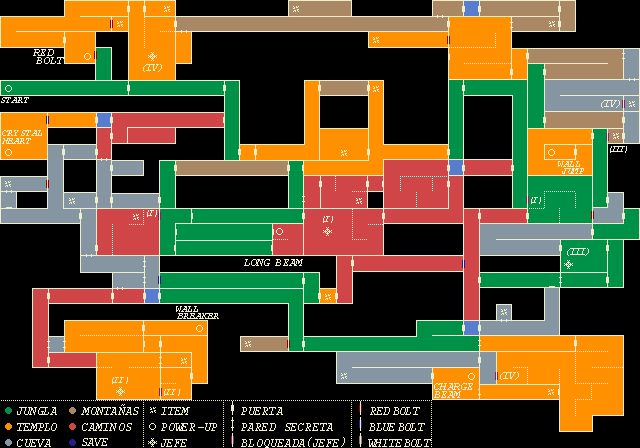 RED
BOLT
(IV)
START
(IV)
CRYSTAL
HEART
(III)
WALL
JUMP
(I)
(I)
(I)
(III)
LONG BEAM
WALL
BREAKER
(II)
(II)
(IV)
CHARGE
BEAM
JUNGLA
MONTAÑAS
ITEM
PUERTA
RED BOLT
TEMPLO
CAMINOS
POWER-UP
PARED SECRETA
BLUE BOLT
CUEVA
SAVE
JEFE
BLOQUEADA(JEFE)
WHITE BOLT